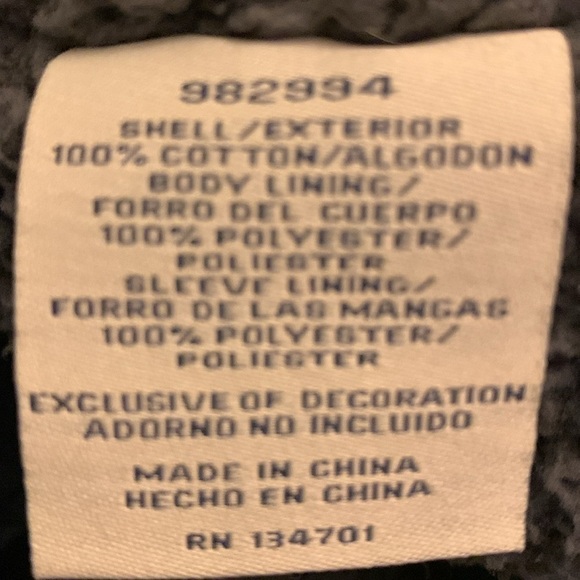 982994
SHELL/EXTERIOR
100% COTTON/ALGODON
BODY LINING/
FORRO DEL CUERPO
100% POLYESTER/
POLIESTER
SLEEVE LINING/
FORRO DE LAS MANGAS
100% POLYESTER/
POLIESTER
EXCLUSIVE OF DECORATION
ADORNO NO INCLUIDO
MADE IN CHINA
HECHO EN CHINA
RN 134701